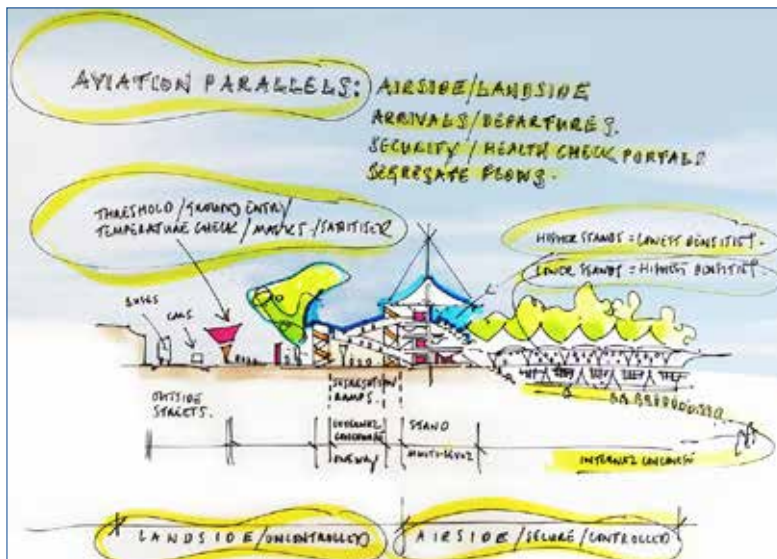 AVIATION PARALLELS: AIRSIDE/LANDSIDE
ARRIVALS/DEPARTURES.
SECURITY/HEALTH CHECK PORTALS
SEGREGATE FLOWS.
THRESHOLD/GROUND ENTRY/
TEMPERATURE CHECK/MASKS/SANITISER
HIGHER STANDS = LOWEST DENSITIES.
LOWER STANDS = HIGHEST DENSITIES.
BUSES
CARS
OUTSIDE
STREETS.
RAMPS.
STAND
MULTI-LEVEL
INTERNAL CONCOURSE
LANDSIDE/UNCONTROLLED
AIRSIDE/SECURE/CONTROLLED